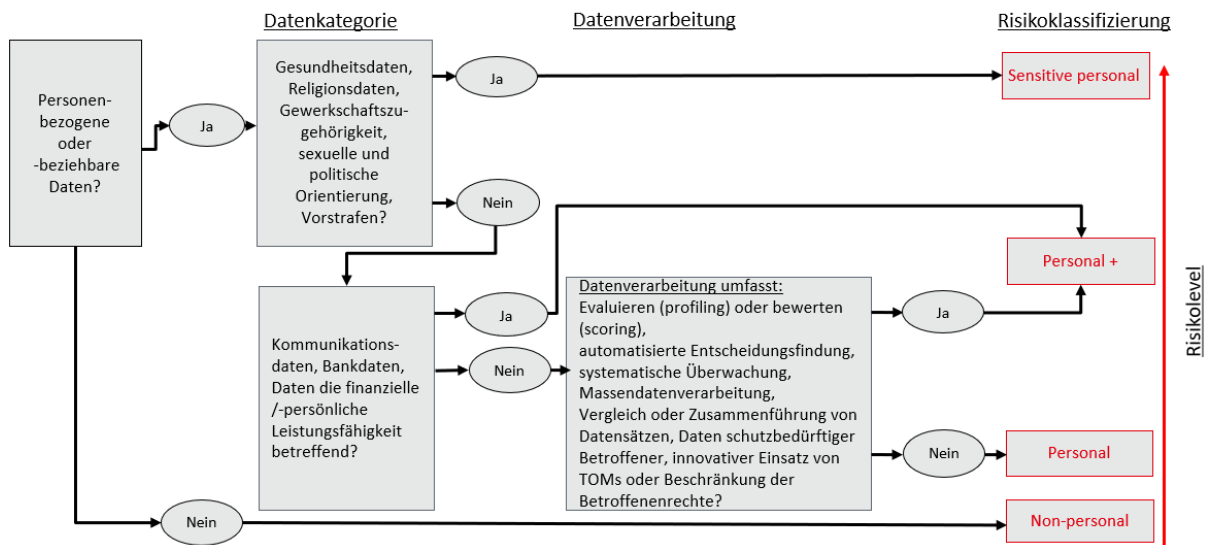 Datenkategorie
Datenverarbeitung
Risikoklassifizierung
Personen-
bezogene
oder
-beziehbare
Daten?
Ja
Gesundheitsdaten,
Religionsdaten,
Gewerkschaftszu-
gehörigkeit,
sexuelle und
politische
Orientierung,
Vorstrafen?
Ja
Sensitive personal
Nein
Kommunikations-
daten, Bankdaten,
Daten die finanzielle
/-persönliche
Leistungsfähigkeit
betreffend?
Ja
Nein
Datenverarbeitung umfasst:
Evaluieren (profiling) oder bewerten
(scoring),
automatisierte Entscheidungsfindung,
systematische Überwachung,
Massendatenverarbeitung,
Vergleich oder Zusammenführung von
Datensätzen, Daten schutzbedürftiger
Betroffener, innovativer Einsatz von
TOMs oder Beschränkung der
Betroffenenrechte?
Ja
Personal +
Nein
Personal
Nein
Non-personal
Risikolevel